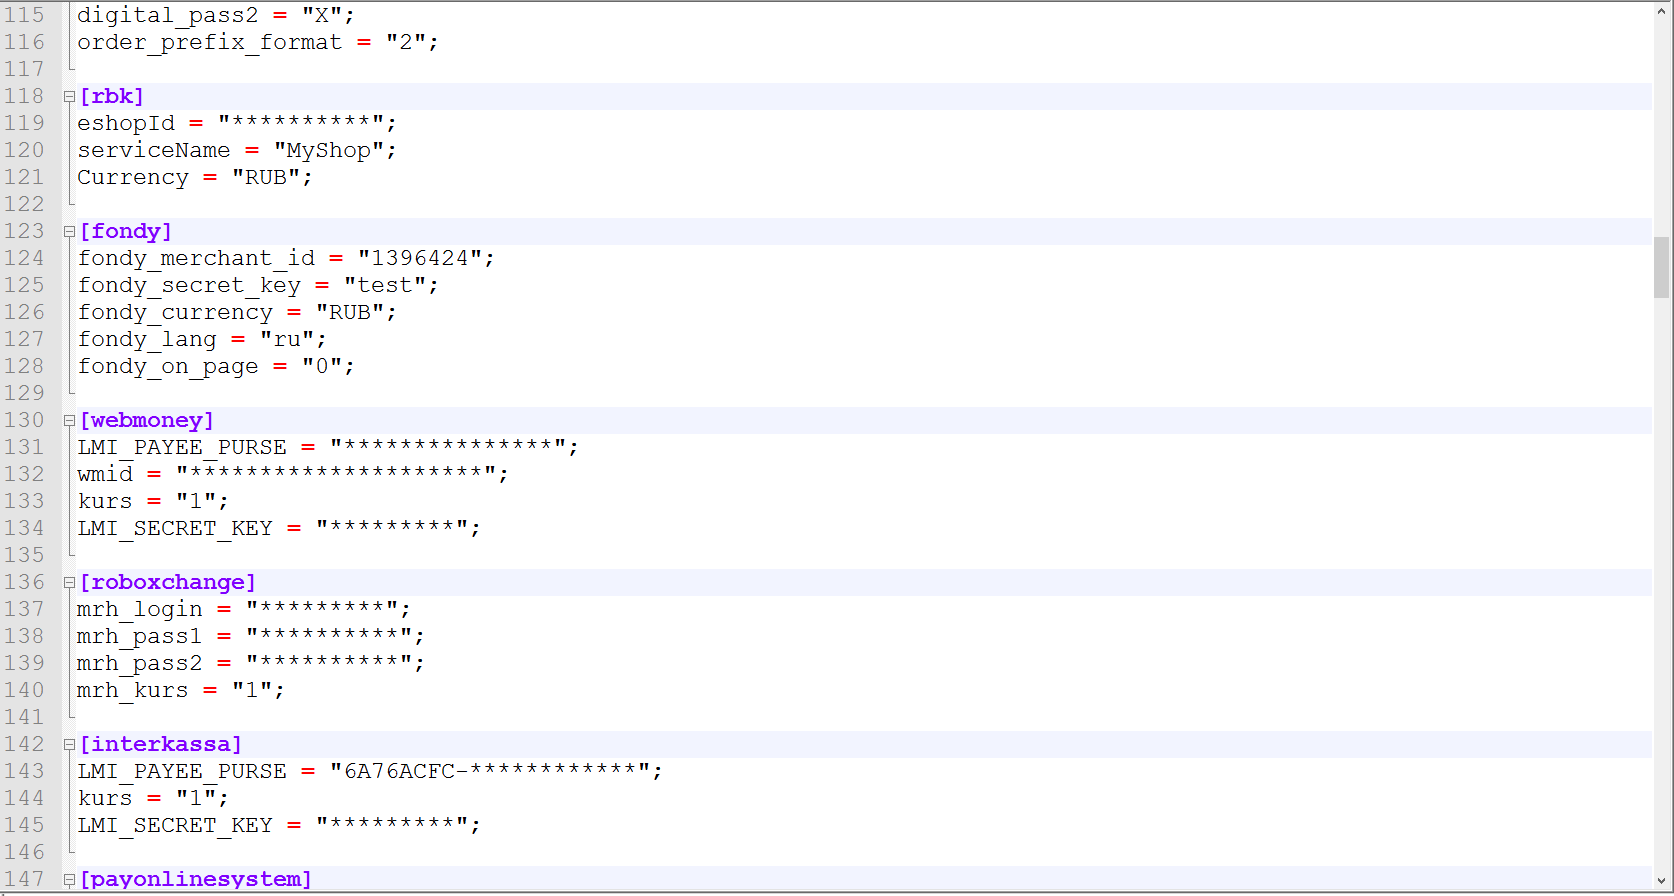 115 digital_pass2 = "X";
116 order_prefix_format = "2";
117
118 [rbk]
119 eshopId = "**********";
120 serviceName = "MyShop";
121 Currency = "RUB";
122
123 [fondy]
124 fondy_merchant_id = "1396424";
125 fondy_secret_key = "test";
126 fondy_currency = "RUB";
127 fondy_lang = "ru";
128 fondy_on_page = "0";
129
130 [webmoney]
131 LMI_PAYEE_PURSE = "***************";
132 wmid = "*********************";
133 kurs = "1";
134 LMI_SECRET_KEY = "*********";
135
136 [roboxchange]
137 mrh_login = "*********";
138 mrh_pass1 = "**********";
139 mrh_pass2 = "**********";
140 mrh_kurs = "1";
141
142 [interkassa]
143 LMI_PAYEE_PURSE = "6A76ACFC-************";
144 kurs = "1";
145 LMI_SECRET_KEY = "*********";
146
147 [payonlinesystem]